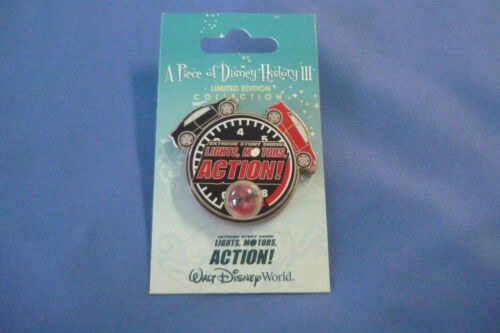 A Piece of Disney History III
LIMITED EDITION
COLLECTION
4
5
EXTREME STUNT SHOW
LIGHTS, MOTORS,
ACTION!
8
EXTREME STUNT SHOW
LIGHTS, MOTORS,
ACTION!
Walt Disney World.